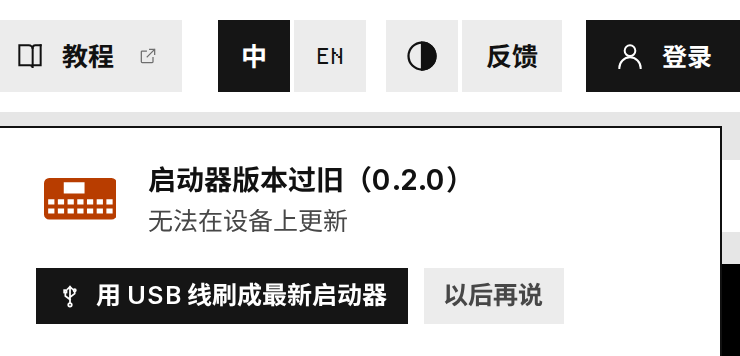 教程
中
EN
反馈
登录
启动器版本过旧（0.2.0）
无法在设备上更新
用 USB 线刷成最新启动器
以后再说